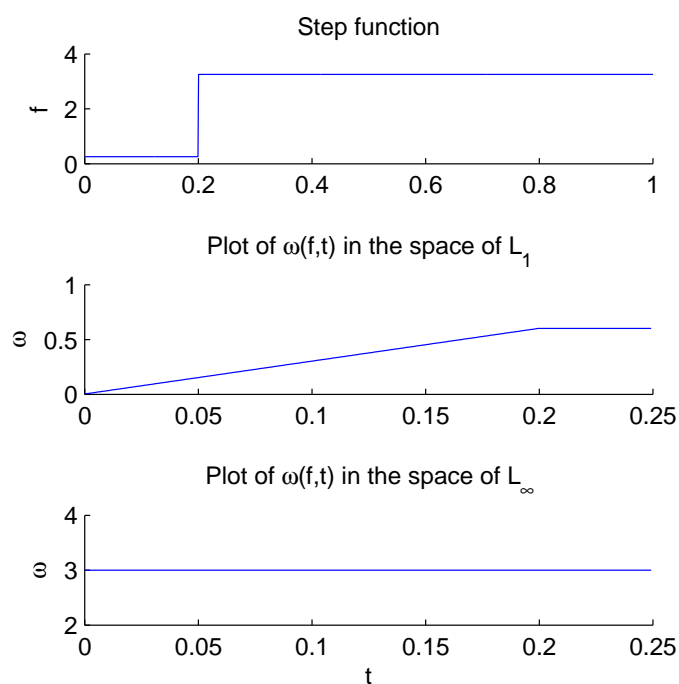 Step function
4
2
0
f
0 0.2 0.4 0.6 0.8 1
Plot of ω(f,t) in the space of L₁
1
0.5
0
ω
0 0.05 0.1 0.15 0.2 0.25
Plot of ω(f,t) in the space of L∞
4
3
2
ω
0 0.05 0.1 0.15 0.2 0.25
t